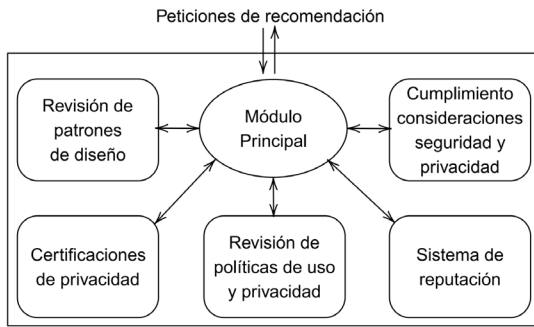 Peticiones de recomendación
Revisión de
patrones
de diseño
Módulo
Principal
Cumplimiento
consideraciones
seguridad y
privacidad
Certificaciones
de privacidad
Revisión de
políticas de uso
y privacidad
Sistema de
reputación